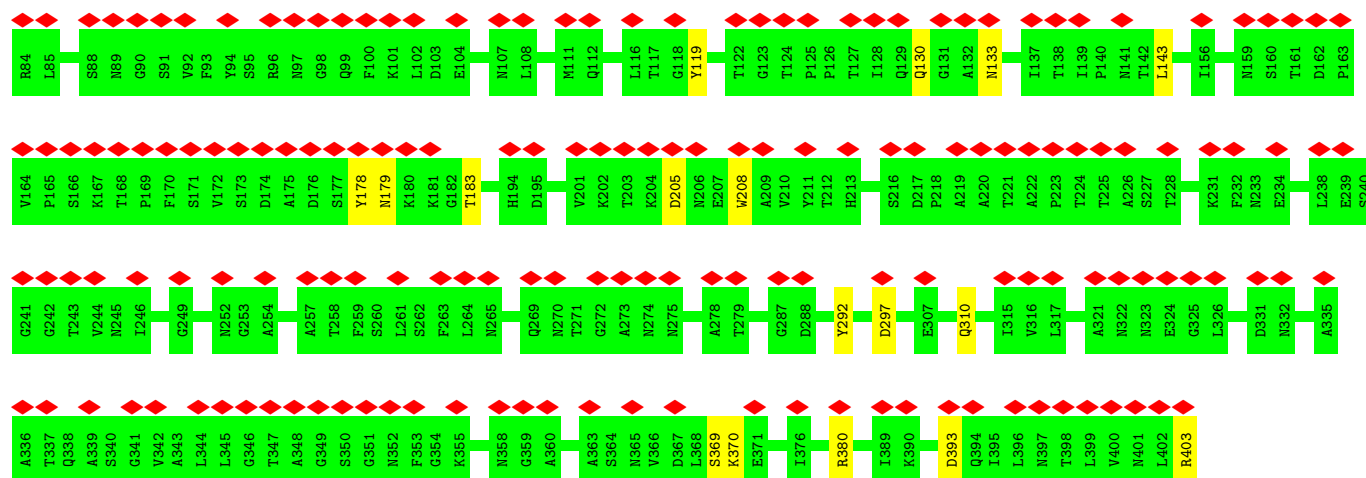 R84 L85 S88 N89 G90 S91 V92 F93 Y94 S95 R96 N97 G98 Q99 F100 K101 L102 D103 E104 N107 L108 M111 Q112 L116 T117 G118 Y119 T122 G123 T124 P125 P126 T127 I128 Q129 Q130 G131 A132 N133 I137 T138 I139 P140 N141 T142 L143 I156 N159 S160 T161 D162 P163
V164 P165 S166 K167 T168 P169 F170 S171 V172 S173 D174 A175 D176 S177 Y178 N179 K180 K181 G182 T183 H194 D195 V201 K202 T203 K204 D205 N206 E207 W208 A209 V210 Y211 T212 H213 S216 D217 P218 A219 A220 T221 A222 P223 T224 T225 A226 S227 T228 K231 F232 N233 E234 L238 E239 S240
G241 G242 T243 V244 N245 I246 G249 N252 G253 A254 A257 T258 F259 S260 L261 S262 F263 L264 N265 Q269 N270 T271 G272 A273 N274 N275 A278 T279 G287 D288 Y292 D297 E307 Q310 I315 V316 L317 A321 N322 N323 E324 G325 L326 D331 N332 A335
A336 T337 Q338 A339 S340 G341 V342 A343 L344 L345 G346 T347 A348 G349 S350 G351 N352 F353 G354 K355 N358 G359 A360 A363 S364 N365 V366 D367 L368 S369 K370 E371 I376 R380 I389 K390 D393 Q394 I395 L396 N397 T398 L399 V400 N401 L402 R403